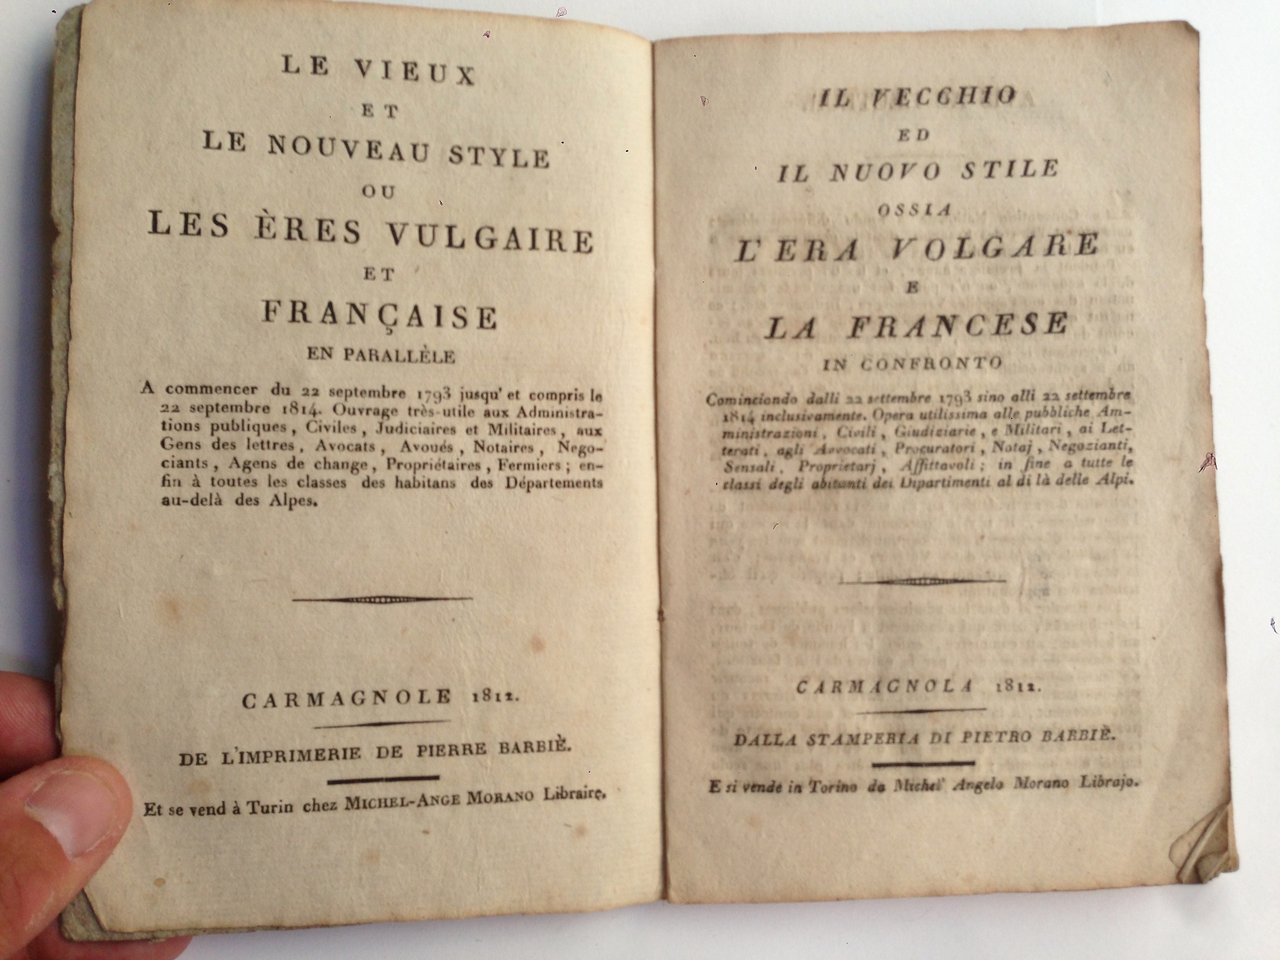 LE VIEUX
ET
LE NOUVEAU STYLE
OU
LES ÈRES VULGAIRE
ET
FRANÇAISE
EN PARALLÈLE
A commencer du 22 septembre 1793 jusqu' et compris le
22 septembre 1814. Ouvrage très-utile aux Administra-
tions publiques, Civiles, Judiciaires et Militaires, aux
Gens des lettres, Avocats, Avoués, Notaires, Nego-
ciants, Agens de change, Propriétaires, Fermiers; en-
fin à toutes les classes des habitans des Départements
au-delà des Alpes.
CARMAGNOLE 1812.
DE L'IMPRIMERIE DE PIERRE BARBIÈ.
Et se vend à Turin chez MICHEL-ANGE MORANO Libraire.
IL VECCHIO
ED
IL NUOVO STILE
OSSIA
L'ERA VOLGARE
E
LA FRANCESE
IN CONFRONTO
Cominciando dalli 22 settembre 1793 sino alli 22 settembre
1814 inclusivamente. Opera utilissima alle pubbliche Am-
ministrazioni, Civili, Giudiziarie, e Militari, ai Let-
terati, agli Avvocati, Procuratori, Notaj, Negozianti,
Sensali, Proprietarj, Affittavoli; in fine a tutte le
classi degli abitanti dei Dipartimenti al di là delle Alpi.
CARMAGNOLA 1812.
DALLA STAMPERIA DI PIETRO BARBIÈ.
E si vende in Torino da Michel' Angelo Morano Librajo.